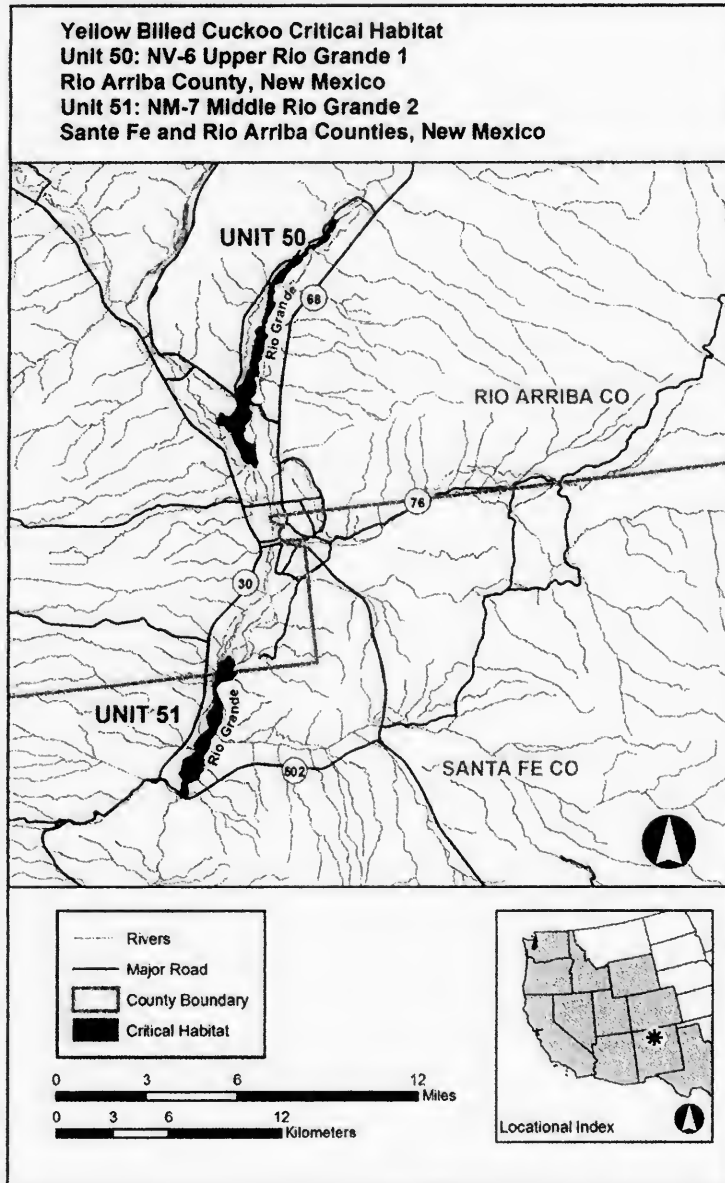 Yellow Billed Cuckoo Critical Habitat
Unit 50: NV-6 Upper Rio Grande 1
Rio Arriba County, New Mexico
Unit 51: NM-7 Middle Rio Grande 2
Sante Fe and Rio Arriba Counties, New Mexico
UNIT 50
68
Rio Grande
RIO ARRIBA CO
76
30
UNIT 51
Rio Grande
502
SANTA FE CO
Rivers
Major Road
County Boundary
Critical Habitat
0 3 6 12
Miles
0 3 6 12
Kilometers
Locational Index